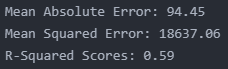 Mean Absolute Error: 94.45
Mean Squared Error: 18637.06
R-Squared Scores: 0.59